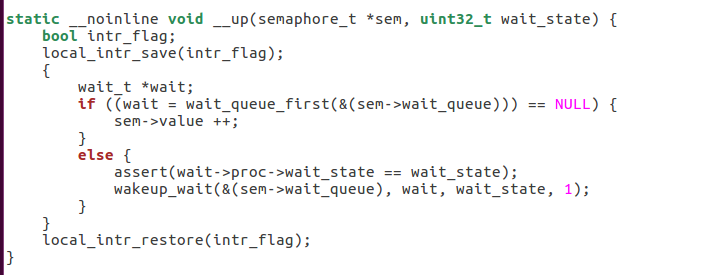 static __noinline void __up(semaphore_t *sem, uint32_t wait_state) {
    bool intr_flag;
    local_intr_save(intr_flag);
    {
        wait_t *wait;
        if ((wait = wait_queue_first(&(sem->wait_queue))) == NULL) {
            sem->value ++;
        }
        else {
            assert(wait->proc->wait_state == wait_state);
            wakeup_wait(&(sem->wait_queue), wait, wait_state, 1);
        }
    }
    local_intr_restore(intr_flag);
}